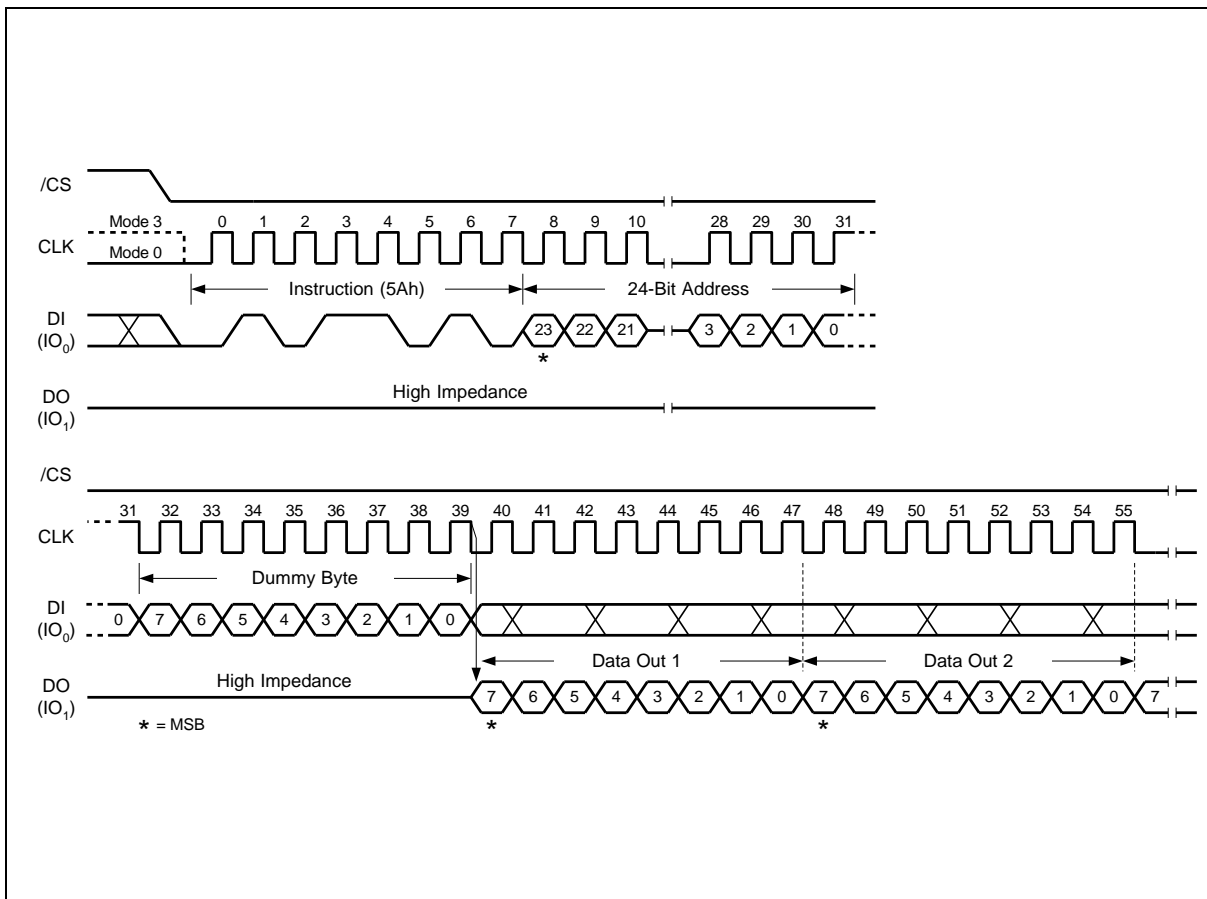 /CS
Mode 3 0 1 2 3 4 5 6 7 8 9 10 28 29 30 31
CLK
Mode 0
Instruction (5Ah) 24-Bit Address
DI
(IO0) 23 22 21 3 2 1 0
*
High Impedance
DO
(IO1)
/CS
31 32 33 34 35 36 37 38 39 40 41 42 43 44 45 46 47 48 49 50 51 52 53 54 55
CLK
Dummy Byte
DI
(IO0) 0 7 6 5 4 3 2 1 0
Data Out 1 Data Out 2
High Impedance
DO
(IO1) 7 6 5 4 3 2 1 0 7 6 5 4 3 2 1 0 7
* = MSB * *